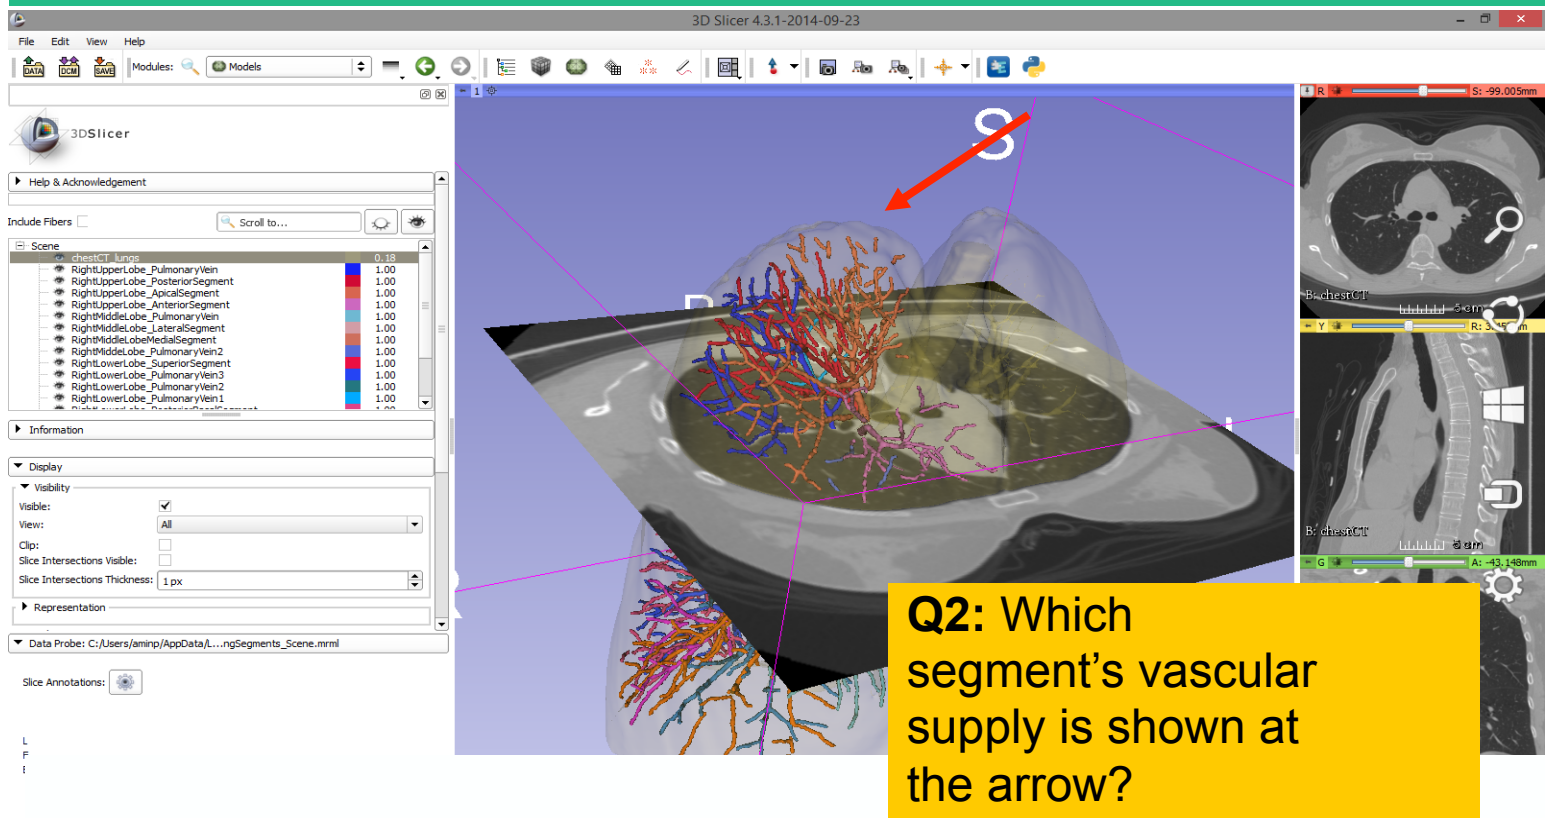 3D Slicer 4.3.1-2014-09-23
File Edit View Help
DATA DCM SAVE Modules: Models
1
R S: -99.005mm
3DSlicer
S
Help & Acknowledgement
Include Fibers Scroll to...
Scene
chestCT_lungs 0.18
RightUpperLobe_PulmonaryVein 1.00
RightUpperLobe_PosteriorSegment 1.00
RightUpperLobe_ApicalSegment 1.00
RightUpperLobe_AnteriorSegment 1.00
RightMiddleLobe_PulmonaryVein 1.00
RightMiddleLobe_LateralSegment 1.00
RightMiddleLobeMedialSegment 1.00
RightMiddeLobe_PulmonaryVein2 1.00
RightLowerLobe_SuperiorSegment 1.00
RightLowerLobe_PulmonaryVein3 1.00
RightLowerLobe_PulmonaryVein2 1.00
RightLowerLobe_PulmonaryVein1 1.00
B: chestCT
5 cm
Y R:
Information
Display
Visibility
Visible:
View: All
Clip:
Slice Intersections Visible:
Slice Intersections Thickness: 1 px
Representation
B: chestCT
5 cm
G A: -43.148mm
Data Probe: C:/Users/aminp/AppData/L...ngSegments_Scene.mrml
Slice Annotations:
L
F
Q2: Which
segment’s vascular
supply is shown at
the arrow?